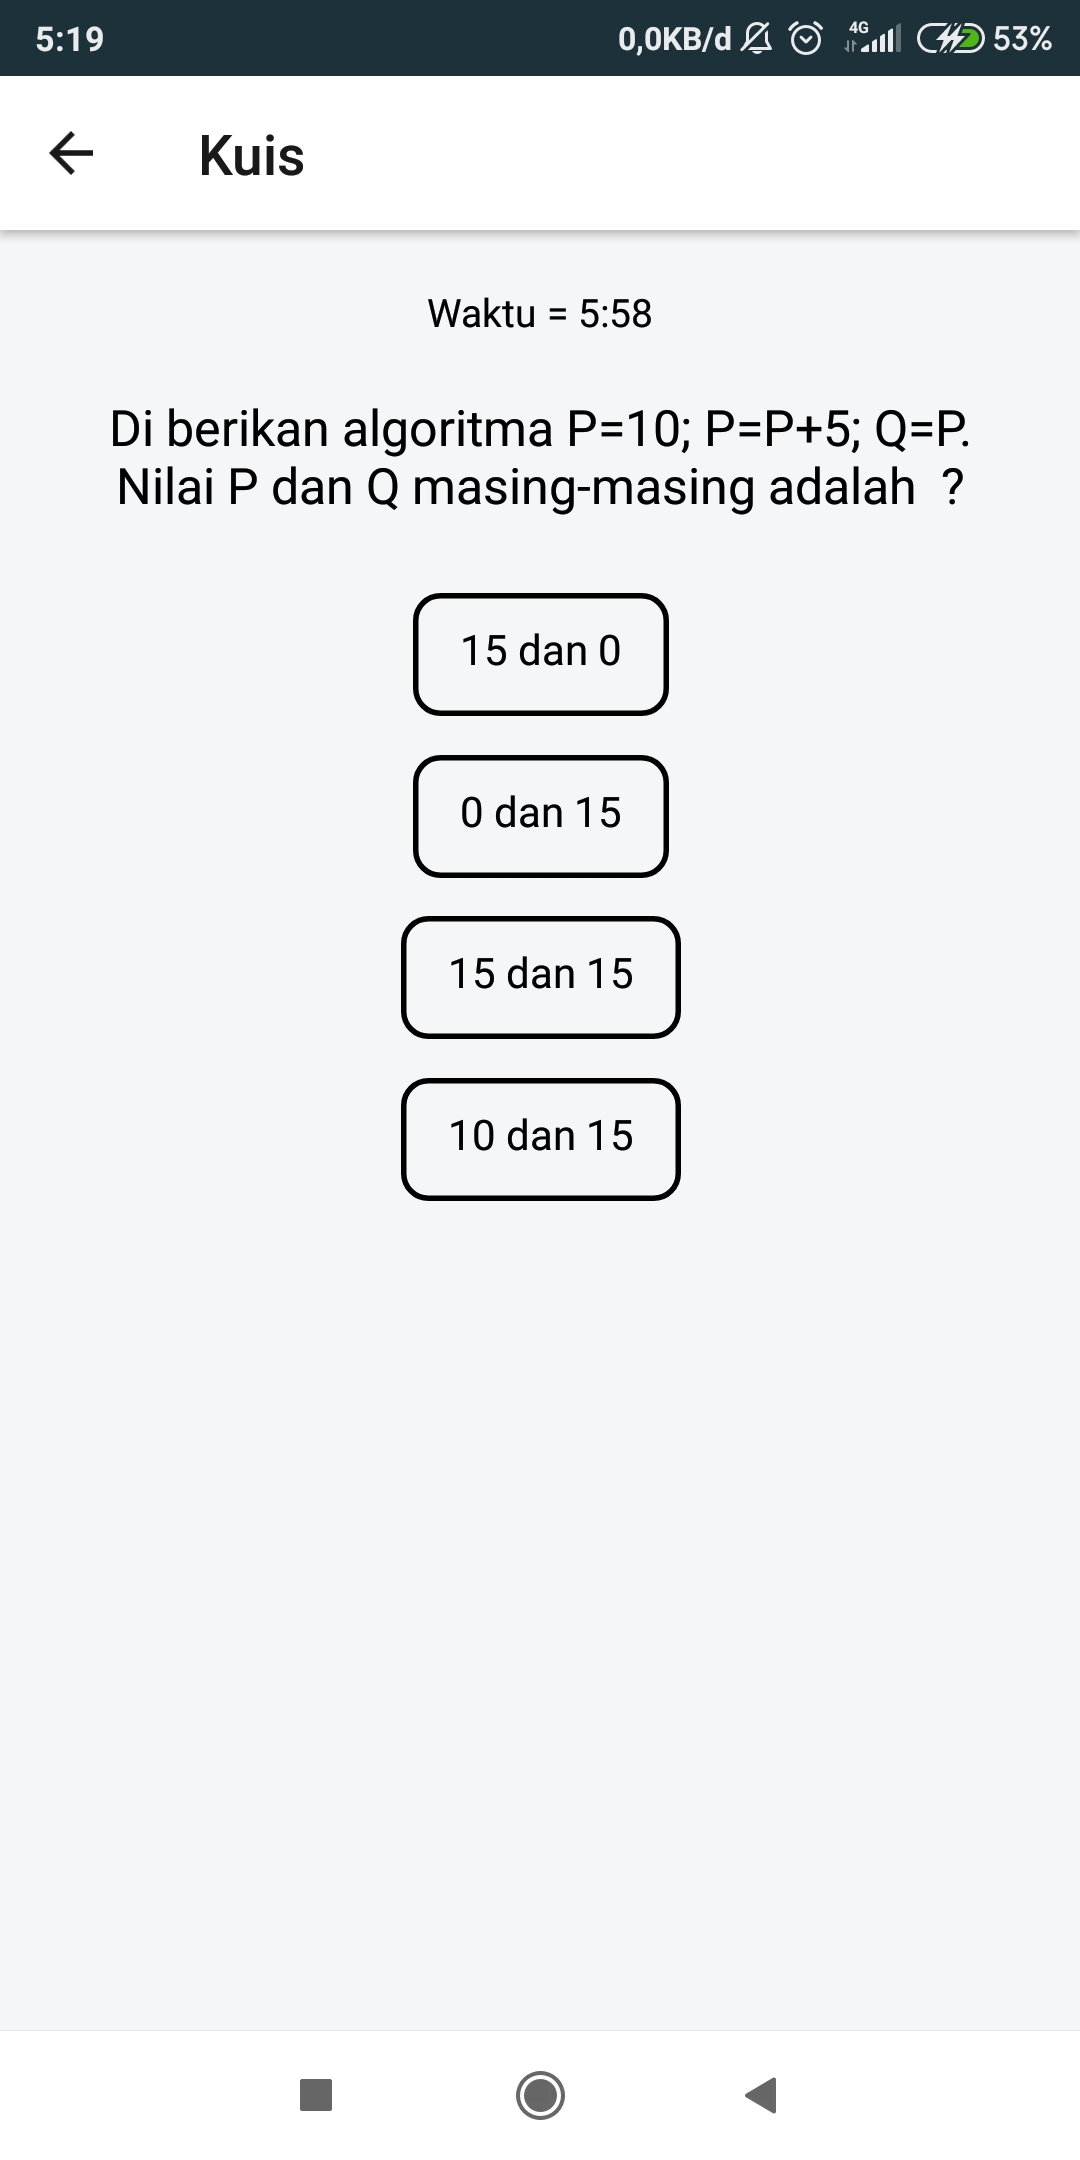 5:19
0,0KB/d 4G 53%
Kuis
Waktu = 5:58
Di berikan algoritma P=10; P=P+5; Q=P.
Nilai P dan Q masing-masing adalah  ?
15 dan 0
0 dan 15
15 dan 15
10 dan 15